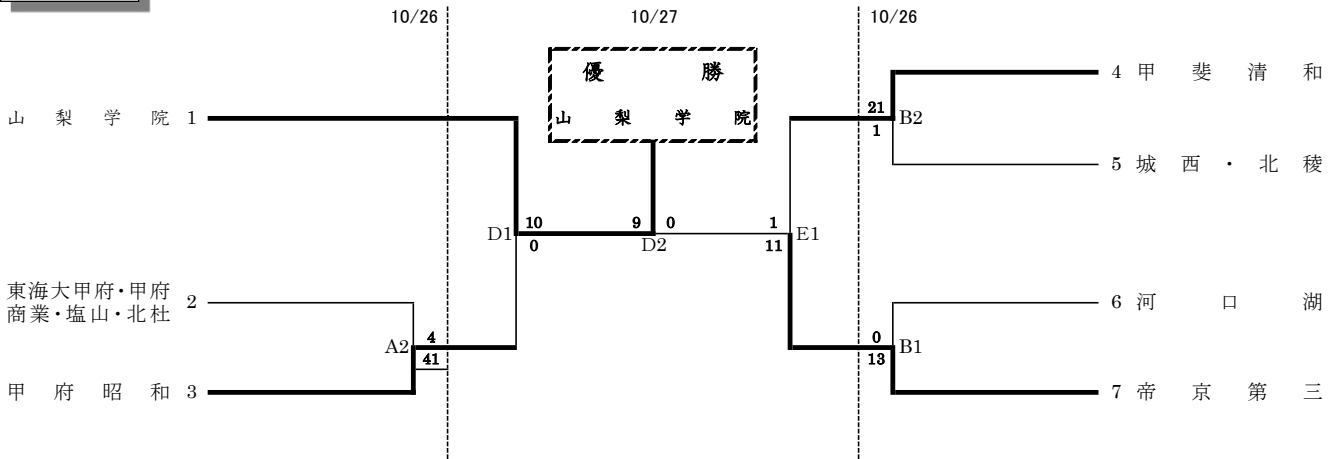 10/26
10/27
10/26
優勝
山梨学院
山梨学院 1
東海大甲府・甲府
商業・塩山・北杜 2
甲府昭和 3
4 甲斐清和
5 城西・北稜
6 河口湖
7 帝京第三
21
1
B2
10
0
D1
9 0
D2
1
11
E1
4
41
A2
0
13
B1